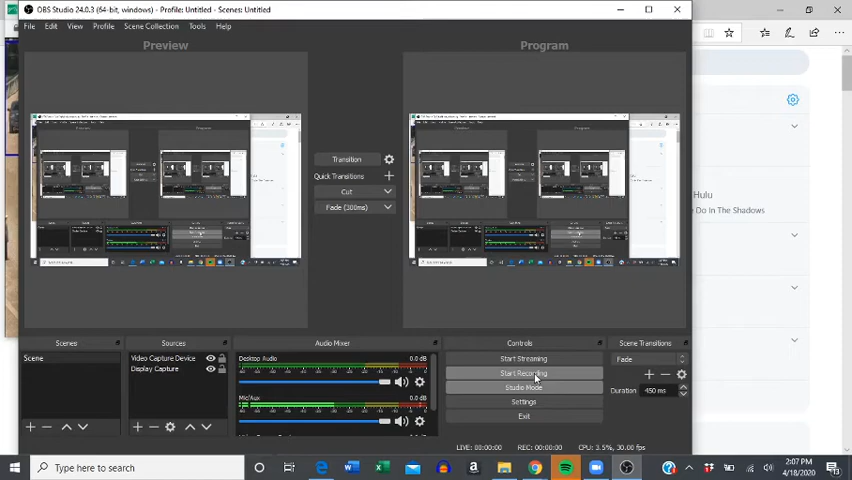 OBS Studio 24.0.3 (64-bit, windows) - Profile: Untitled - Scenes: Untitled
File Edit View Profile Scene Collection Tools Help
Preview
Program
Transition
Quick Transitions
Cut
Fade (300ms)
Hulu
Do In The Shadows
Scenes
Sources
Audio Mixer
Controls
Scene Transitions
Scene
Video Capture Device
Display Capture
Desktop Audio 0.0 dB
Mic/Aux 0.0 dB
Start Streaming
Start Recording
Studio Mode
Settings
Exit
Fade
Duration 450 ms
LIVE: 00:00:00 REC: 00:00:00 CPU: 3.5%, 30.00 fps
Type here to search
2:07 PM
4/18/2020